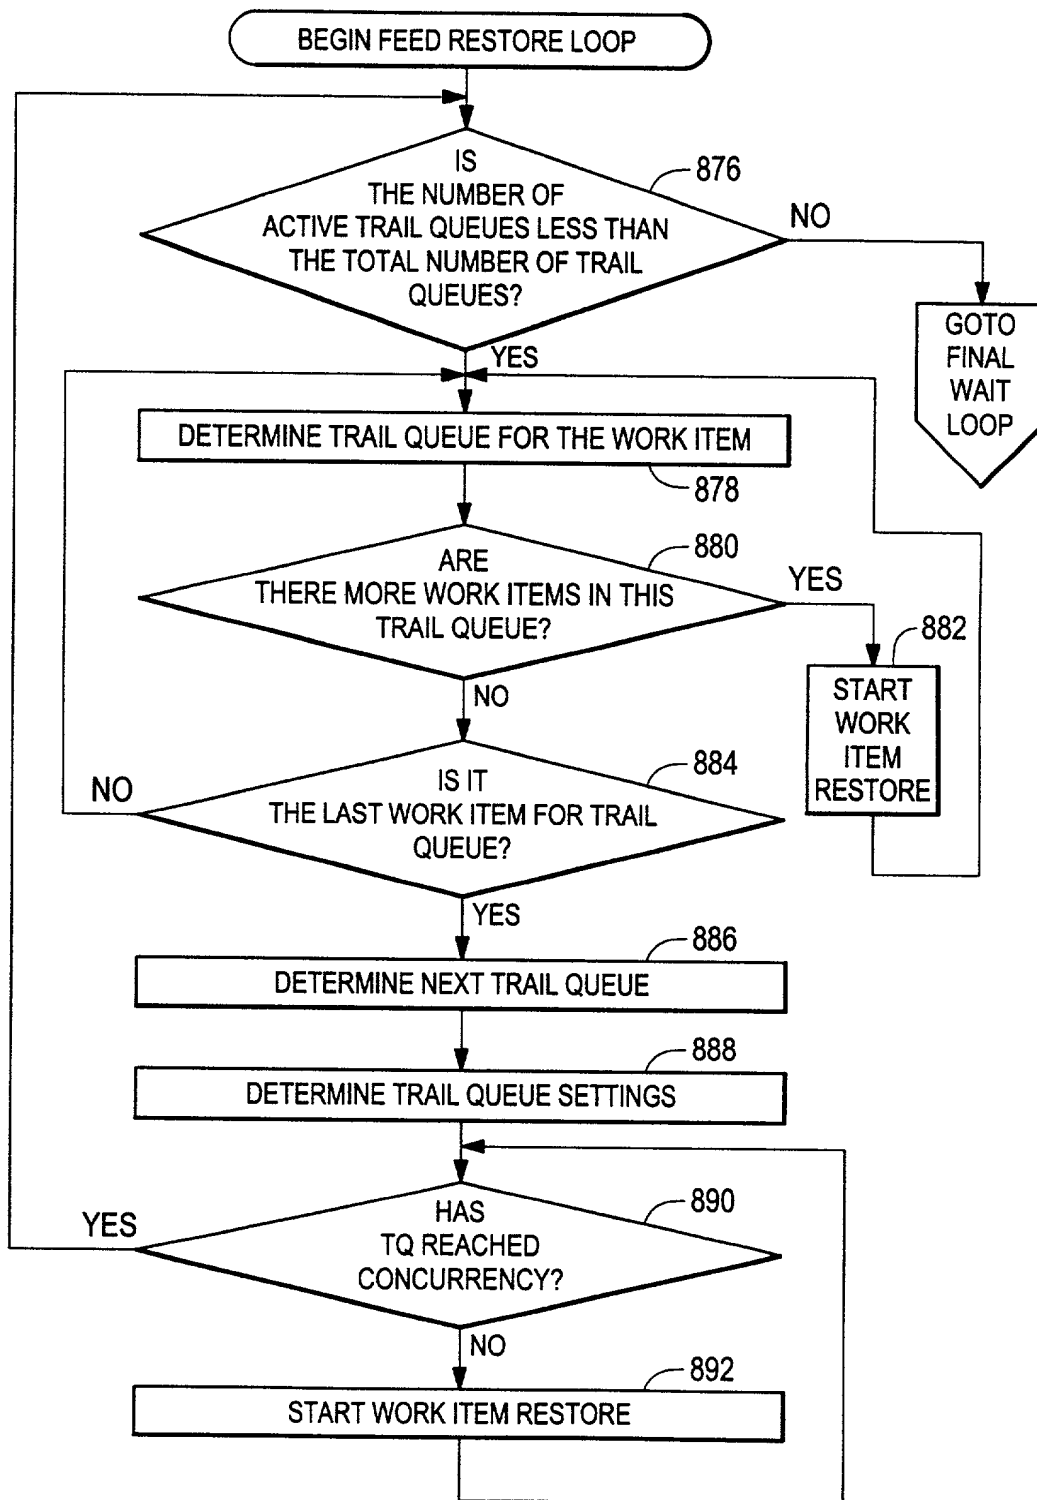 BEGIN FEED RESTORE LOOP
IS
THE NUMBER OF
ACTIVE TRAIL QUEUES LESS THAN
THE TOTAL NUMBER OF TRAIL
QUEUES?
876
NO
GOTO
FINAL
WAIT
LOOP
YES
DETERMINE TRAIL QUEUE FOR THE WORK ITEM
878
ARE
THERE MORE WORK ITEMS IN THIS
TRAIL QUEUE?
880
YES
882
START
WORK
ITEM
RESTORE
NO
IS IT
THE LAST WORK ITEM FOR TRAIL
QUEUE?
884
NO
YES
886
DETERMINE NEXT TRAIL QUEUE
888
DETERMINE TRAIL QUEUE SETTINGS
HAS
TQ REACHED
CONCURRENCY?
890
YES
NO
892
START WORK ITEM RESTORE